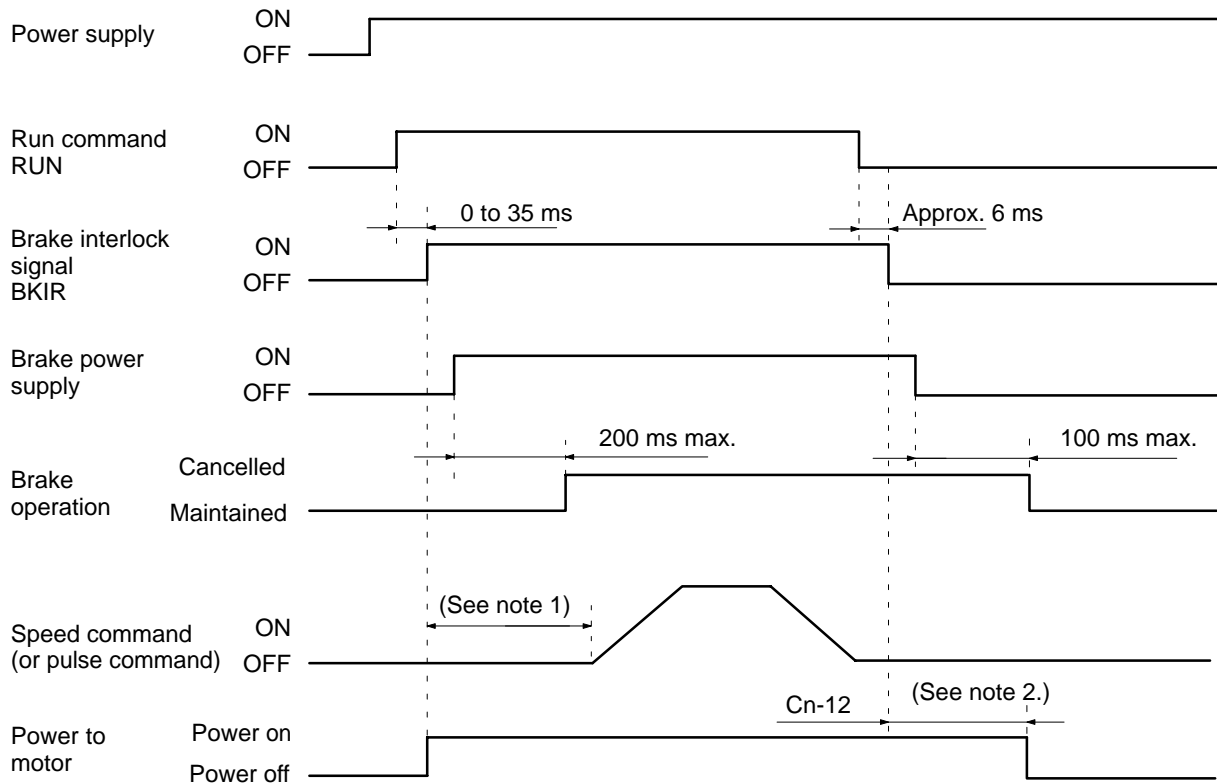 Power supply
ON
OFF
Run command
RUN
ON
OFF
0 to 35 ms
Approx. 6 ms
Brake interlock
signal
BKIR
ON
OFF
Brake power
supply
ON
OFF
200 ms max.
100 ms max.
Brake
operation
Cancelled
Maintained
(See note 1)
Speed command
(or pulse command)
ON
OFF
Cn-12
(See note 2.)
Power to
motor
Power on
Power off